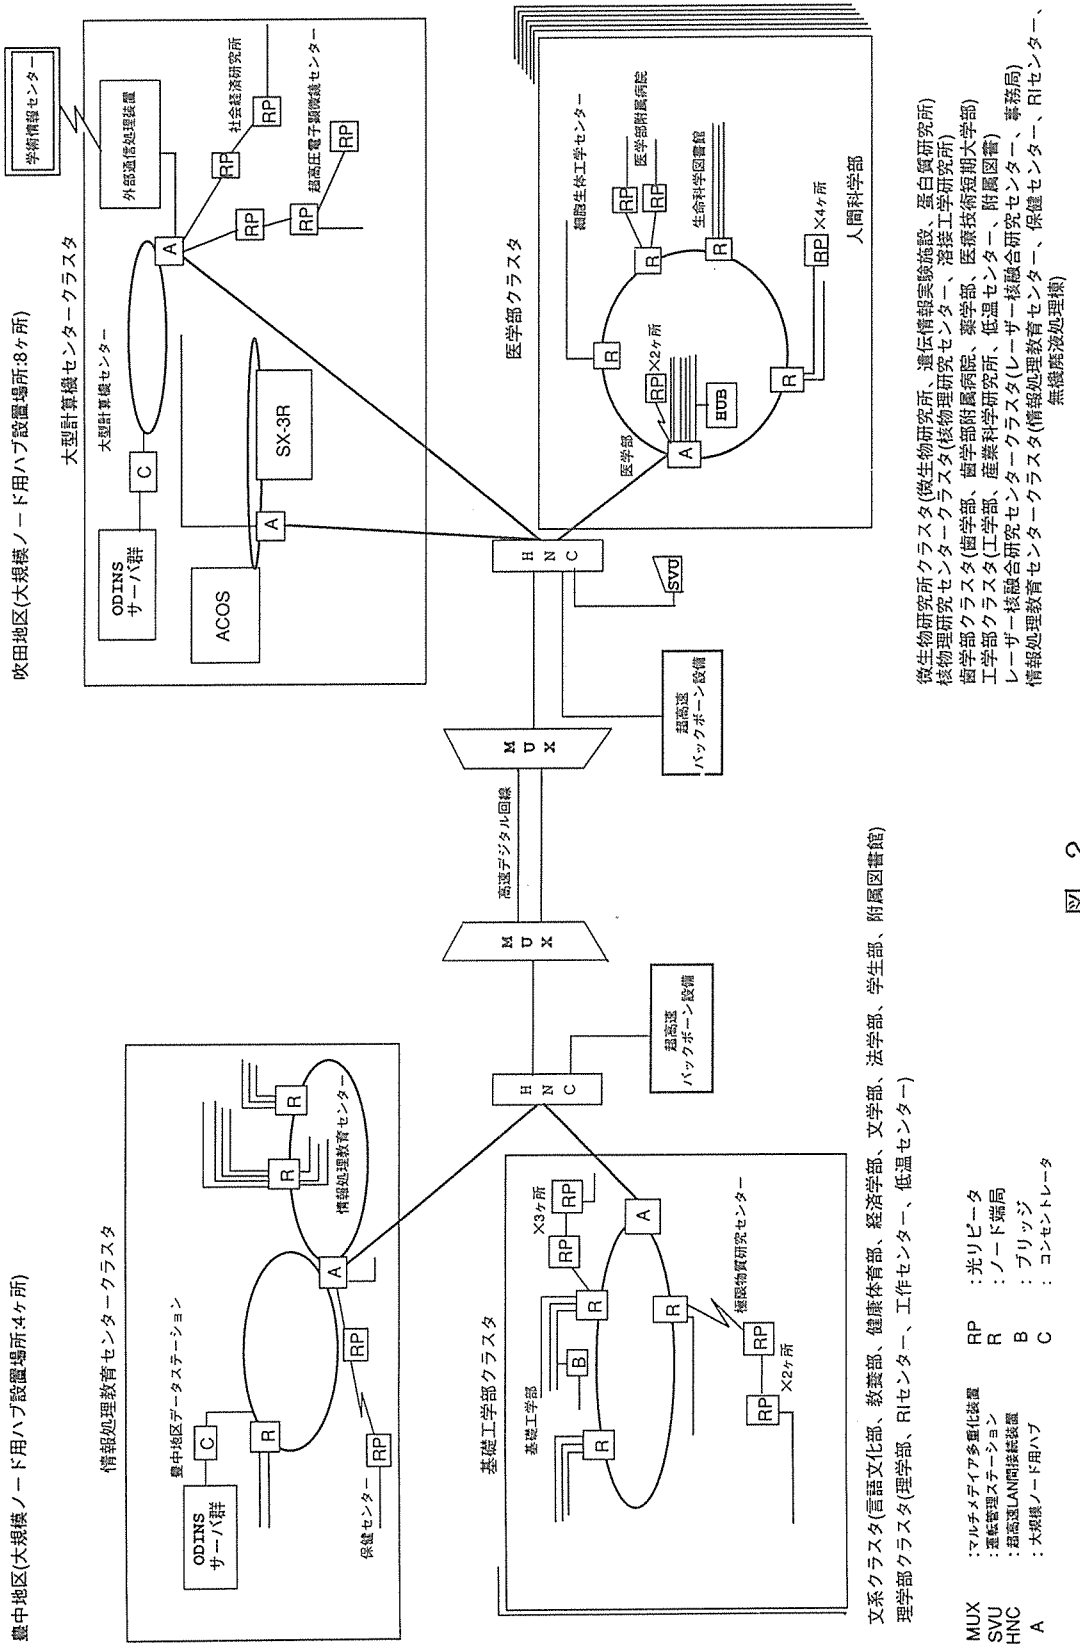 豊中地区(大規模ノード用ハブ設置場所:4ヶ所)
情報処理教育センタークラスタ
豊中地区データステーション
ODINS
サーバ群
C
R
R
R
A
情報処理教育センター
RP
RP
保健センター
基礎工学部クラスタ
基礎工学部
R
B
R
RP
RP
×3ヶ所
A
R
極限物質研究センター
RP
RP
×2ヶ所
HNC
超高速
バックボーン設備
MUX
高速デジタル回線
MUX
超高速
バックボーン設備
HNC
SVU
吹田地区(大規模ノード用ハブ設置場所:8ヶ所)
大型計算機センタークラスタ
大型計算機センター
ODINS
サーバ群
C
ACOS
SX-3R
A
A
学術情報センター
外部通信処理装置
RP
RP
社会経済研究所
RP
RP
RP
超高圧電子顕微鏡センター
医学部クラスタ
医学部
A
RP
×2ヶ所
HUB
R
細胞生体工学センター
R
RP
RP
医学部附属病院
R
生命科学図書館
R
RP
×4ヶ所
人間科学部
文系クラスタ(言語文化部、教養部、健康体育部、経済学部、文学部、法学部、学生部、附属図書館)
理学部クラスタ(理学部、RIセンター、工作センター、低温センター)
微生物研究所クラスタ(微生物研究所、遺伝情報実験施設、蛋白質研究所)
核物理研究センタークラスタ(核物理研究センター、溶接工学研究所)
歯学部クラスタ(歯学部、歯学部附属病院、薬学部、医療技術短期大学部)
工学部クラスタ(工学部、産業科学研究所、低温センター、附属図書)
レーザー核融合研究センタークラスタ(レーザー核融合研究センター、事務局)
情報処理教育センタークラスタ(情報処理教育センター、保健センター、RIセンター、
無機廃液処理棟)
MUX :マルチメデイア多重化装置
SVU :運転管理ステーション
HNC :超高速LAN間接続装置
A :大規模ノード用ハブ
RP :光リピータ
R :ノード端局
B :ブリッジ
C :コンセントレータ
図 2